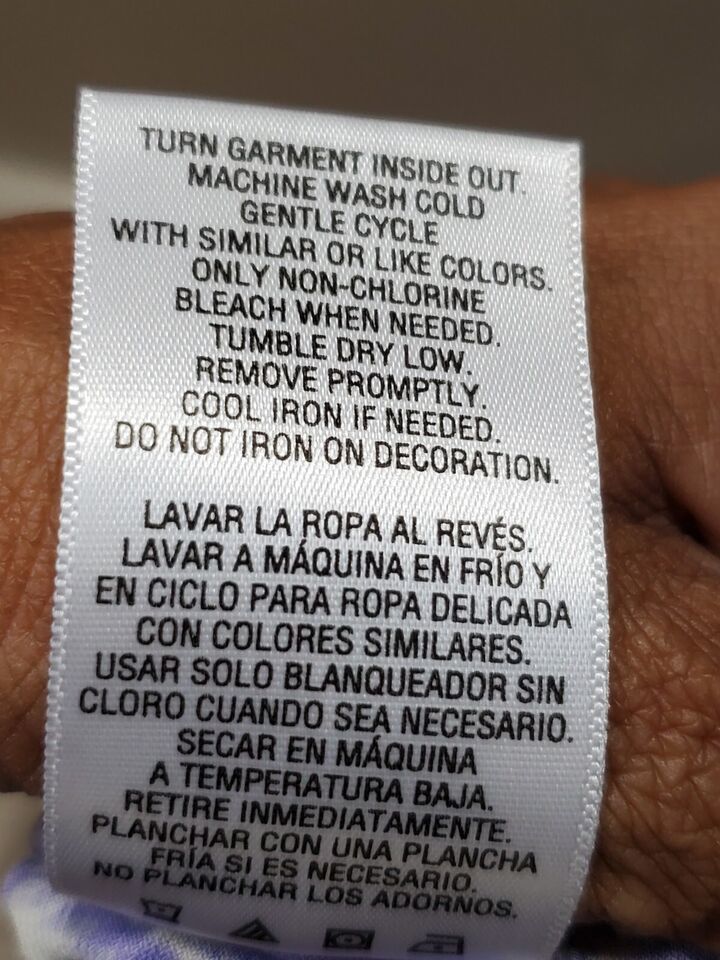 TURN GARMENT INSIDE OUT.
MACHINE WASH COLD
GENTLE CYCLE
WITH SIMILAR OR LIKE COLORS.
ONLY NON-CHLORINE
BLEACH WHEN NEEDED.
TUMBLE DRY LOW.
REMOVE PROMPTLY.
COOL IRON IF NEEDED.
DO NOT IRON ON DECORATION.
LAVAR LA ROPA AL REVÉS.
LAVAR A MÁQUINA EN FRÍO Y
EN CICLO PARA ROPA DELICADA
CON COLORES SIMILARES.
USAR SOLO BLANQUEADOR SIN
CLORO CUANDO SEA NECESARIO.
SECAR EN MÁQUINA
A TEMPERATURA BAJA.
RETIRE INMEDIATAMENTE.
PLANCHAR CON UNA PLANCHA
FRÍA SI ES NECESARIO.
NO PLANCHAR LOS ADORNOS.